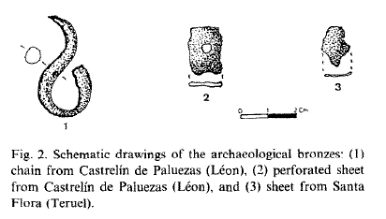 1
2
3
0 1 2 Cm
Fig. 2. Schematic drawings of the archaeological bronzes: (1)
chain from Castrelín de Paluezas (Léon), (2) perforated sheet
from Castrelín de Paluezas (Léon), and (3) sheet from Santa
Flora (Teruel).